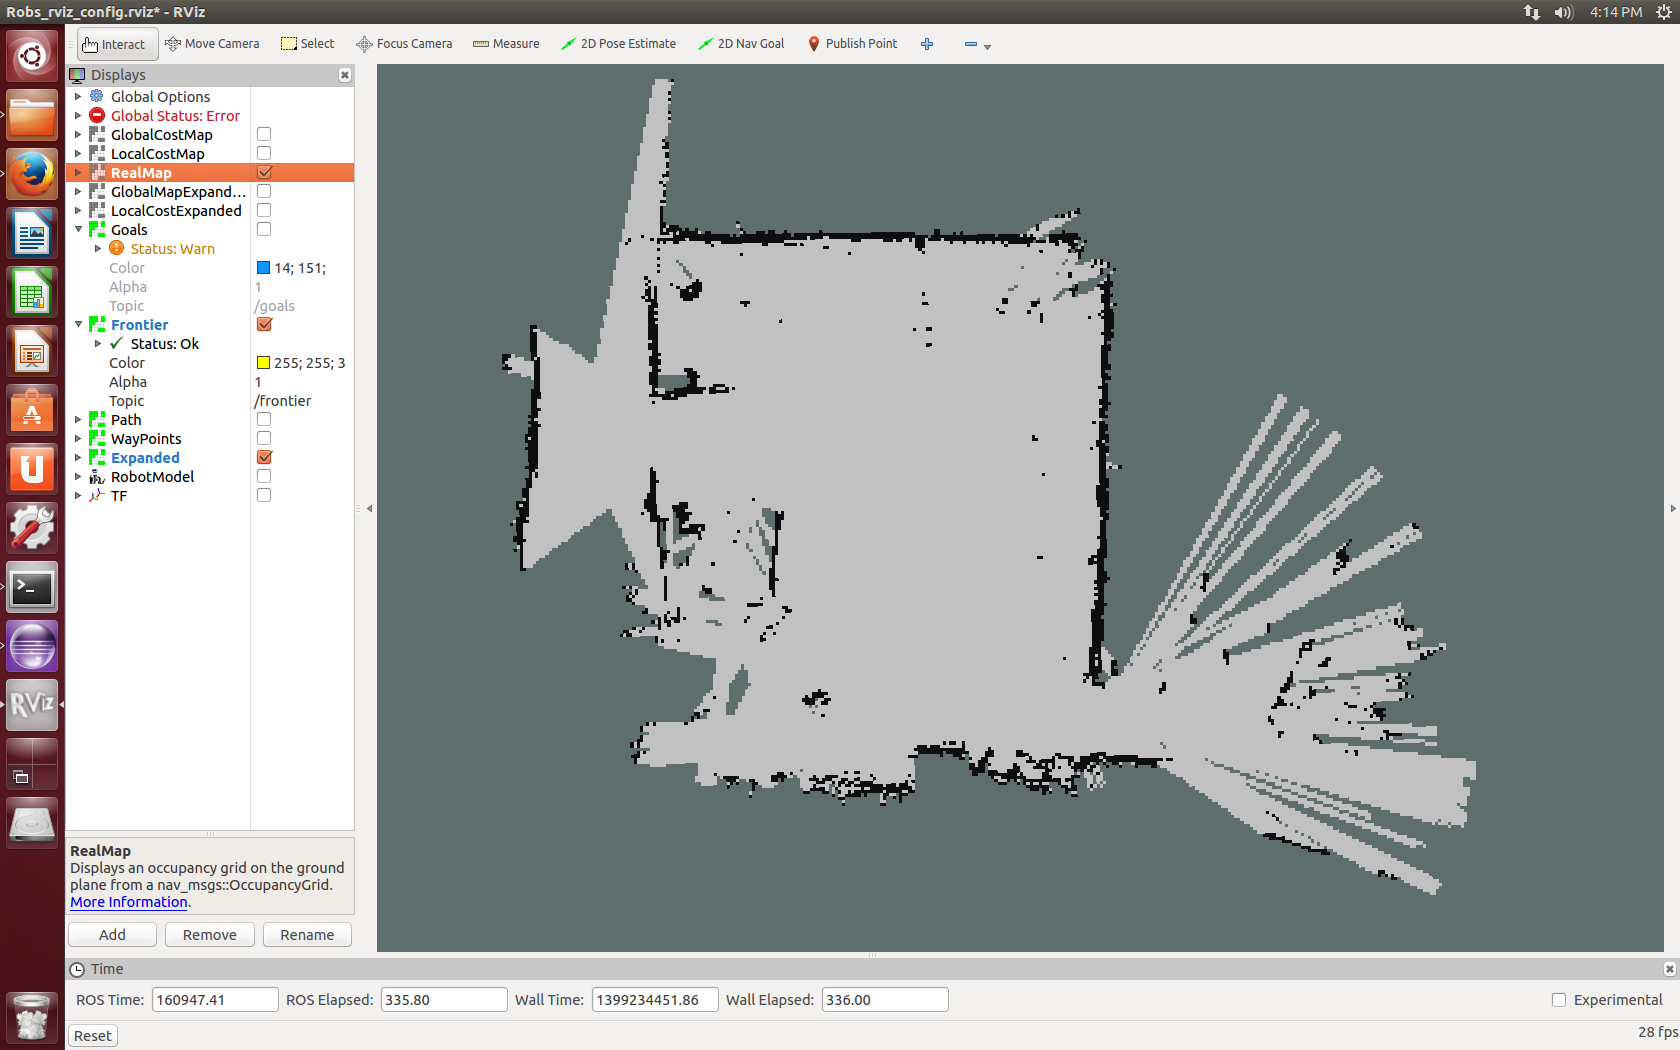 Robs_rviz_config.rviz* - RViz
4:14 PM
Interact
Move Camera
Select
Focus Camera
Measure
2D Pose Estimate
2D Nav Goal
Publish Point
Displays
Global Options
Global Status: Error
GlobalCostMap
LocalCostMap
RealMap
GlobalMapExpand...
LocalCostExpanded
Goals
Status: Warn
Color 14; 151;
Alpha 1
Topic /goals
Frontier
Status: Ok
Color 255; 255; 3
Alpha 1
Topic /frontier
Path
WayPoints
Expanded
RobotModel
TF
RViz
RealMap
Displays an occupancy grid on the ground
plane from a nav_msgs::OccupancyGrid.
More Information.
Add Remove Rename
Time
ROS Time: 160947.41 ROS Elapsed: 335.80 Wall Time: 1399234451.86 Wall Elapsed: 336.00 Experimental
Reset
28 fps